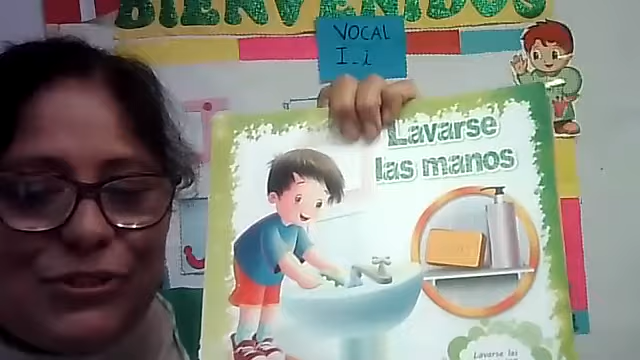 BIENVENIDOS
VOCAL
I - i
Lavarse
las manos
Lavarse las